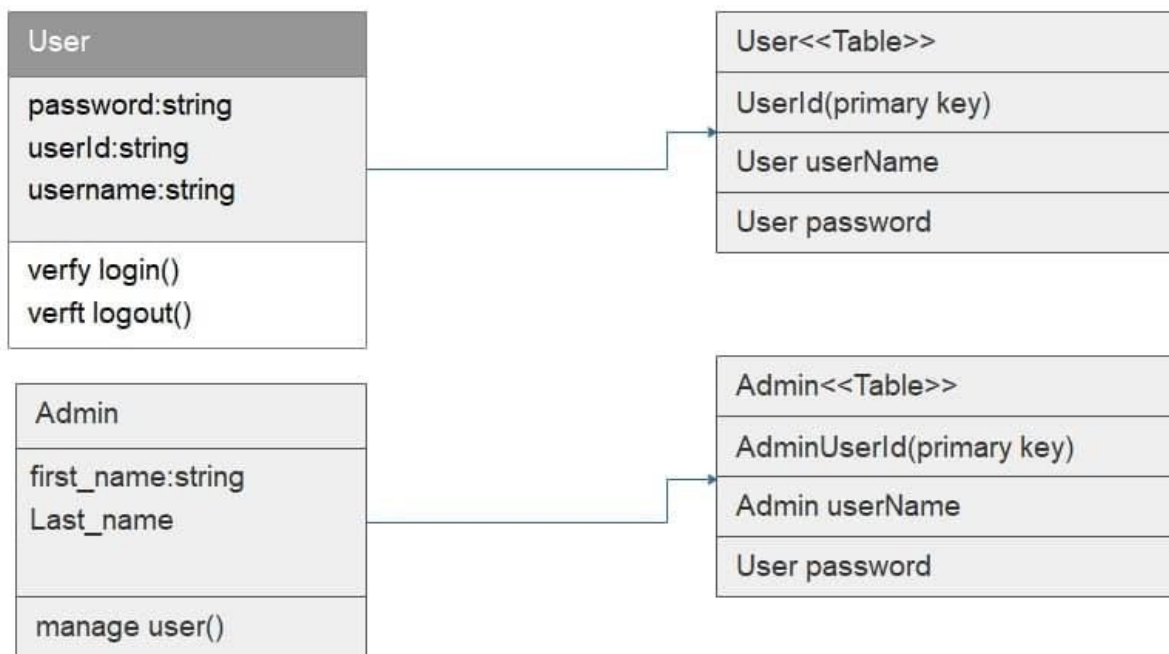 User
password:string
userId:string
username:string
verfy login()
verft logout()
User<<Table>>
UserId(primary key)
User userName
User password
Admin
first_name:string
Last_name
manage user()
Admin<<Table>>
AdminUserId(primary key)
Admin userName
User password